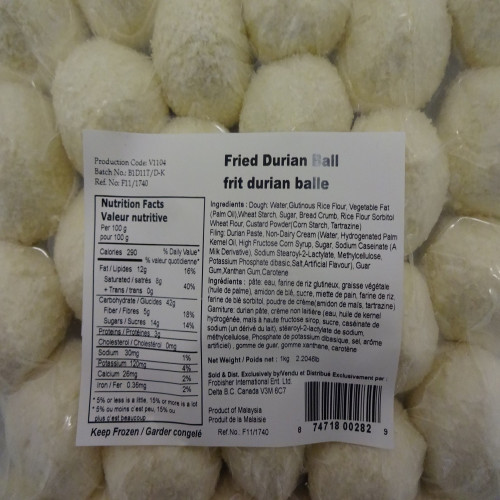 Production Code: V1104
Batch No.: B1D11T/D-K
Ref. No: F11/1740
Fried Durian Ball
frit durian balle
Nutrition Facts
Valeur nutritive
Per 100 g
pour 100 g
Calories 290 % Daily Value*
% valeur quotidienne*
Fat / Lipides 12g 16%
Saturated / satrés 8g 40%
+ Trans / trans 0g
Carbohydrate / Glucides 43g
Fiber / Fibres 5g 18%
Sugars / Sucres 14g 14%
Proteins / Protéines 3g
Cholesterol / Cholestérol 0mg
Sodium 30mg 1%
Potassium 120mg 4%
Calcium 26mg 2%
Iron / Fer 0.36mg 2%
*5% or less is a little, 15% or more is a lot
*5% ou moins c'est peu, 15% ou
plus c'est beaucoup
Keep Frozen / Garder congelé
Ingredients: Dough: Water,Glutinous Rice Flour, Vegetable Fat
(Palm Oil),Wheat Starch, Sugar, Bread Crumb, Rice Flour Sorbitol
Wheat Flour, Custard Powder(Corn Starch, Tartrazine)
Filing: Durian Paste, Non-Dairy Cream (Water, Hydrogenated Palm
Kernel Oil, High Fructose Corn Syrup, Sugar, Sodium Caseinate (A
Milk Derivative), Sodium Stearoyl-2-Lactylate, Methylcellulose,
Potassium Phosphate dibasic,Salt,Artificial Flavour), Guar
Gum,Xanthan Gum,Carotene
Ingrédients : pâte: eau, farine de riz glutineux, graisse végétale
(huile de palme), amidon de blé, sucre, miette de pain, farine de riz,
farine de blé sorbitol, poudre de crème(amidon de maïs, tartrazine)
Garniture: durian pâte, crème non laitière (eau, huile de kernel
hydrogénée, maïs à haute fructose sirop, sucre, caséinate de
sodium (un dérivé du lait), stéaroyl-2-lactylate de sodium,
méthylcellulose, Phosphate de potassium dibasique, sel, arôme
artificiel) , gomme de guar, gomme xanthane, carotène
Net Weight / Poids net : 1kg 2.2046lb
Sold & Dist. Exclusively by/Vendu et Distribué Exclusivement par :
Frobisher International Ent. Ltd.
Delta B.C. Canada V3M 6C7
Product of Malaysia
Produit de la Malaisie
Ref No.: F11/1740
8 74718 00282 9